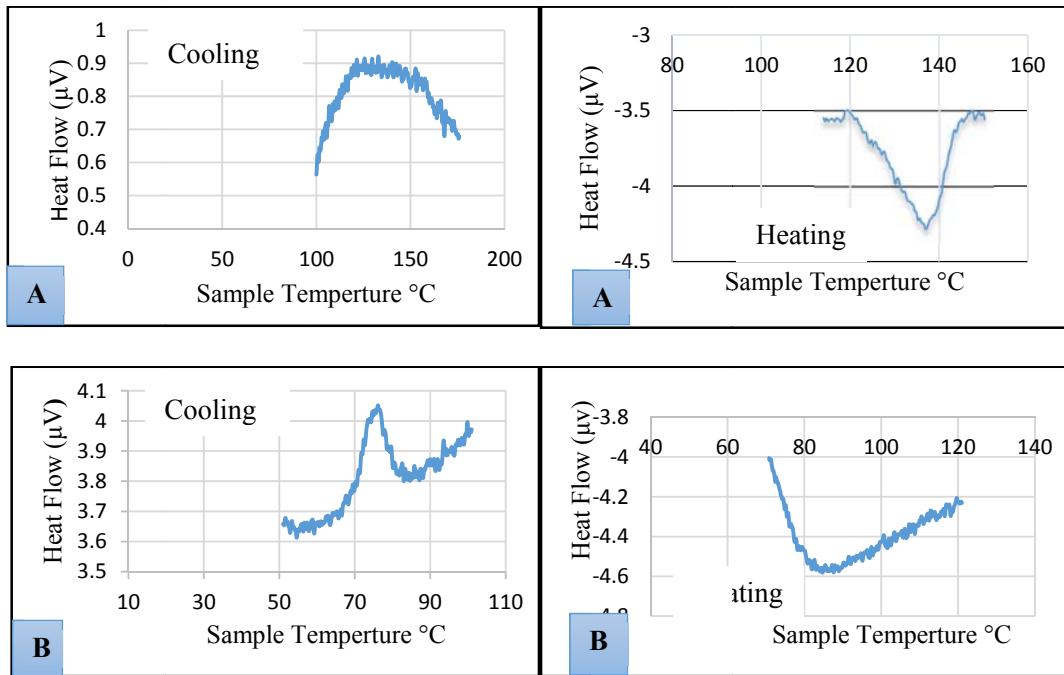 Cooling
Heat Flow (µV)
1
0.9
0.8
0.7
0.6
0.5
0.4
0 50 100 150 200
Sample Temperture °C
A
Heat Flow (µV)
-3
80 100 120 140 160
-3.5
-4
-4.5
Heating
Sample Temperture °C
A
Cooling
Heat Flow (µV)
4.1
4
3.9
3.8
3.7
3.6
3.5
10 30 50 70 90 110
Sample Temperture °C
B
Heat Flow (µv)
-3.8
40 60 80 100 120 140
-4
-4.2
-4.4
-4.6
ating
Sample Temperture °C
B